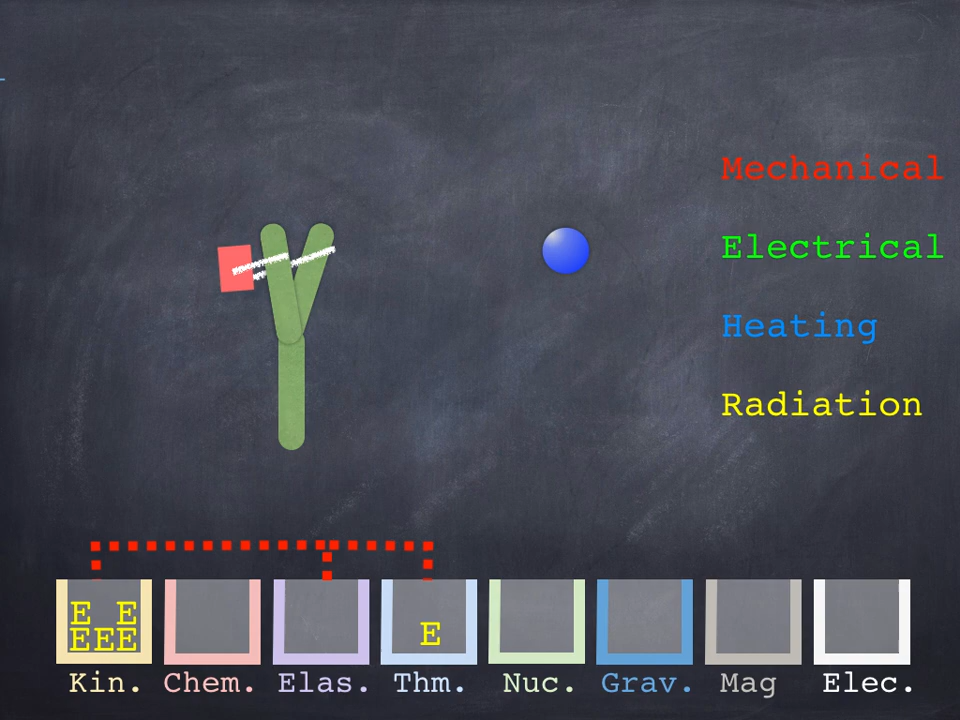 Mechanical
Electrical
Heating
Radiation
E E
EEE
E
Kin. Chem. Elas. Thm. Nuc. Grav. Mag Elec.